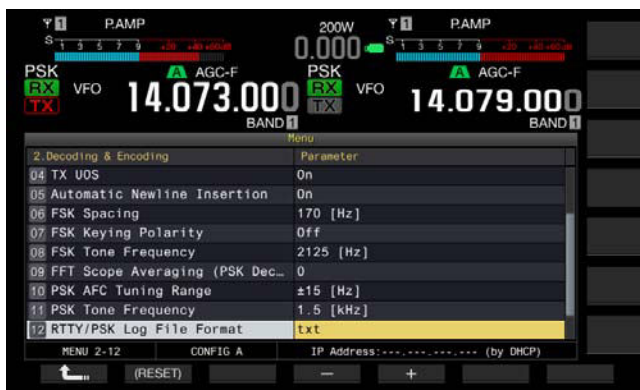 1 P.AMP 200W 1 P.AMP
S 1 3 5 7 9 +20 +40 +60dB 0.000 S 1 3 5 7 9 +20 +40 +60dB
PSK A AGC-F PSK A AGC-F
RX VFO 14.073.000 RX VFO 14.079.000
TX BAND 1 TX BAND 1
Menu
2.Decoding & Encoding Parameter
04 TX UOS On
05 Automatic Newline Insertion On
06 FSK Spacing 170 [Hz]
07 FSK Keying Polarity Off
08 FSK Tone Frequency 2125 [Hz]
09 FFT Scope Averaging (PSK Dec... 0
10 PSK AFC Tuning Range ±15 [Hz]
11 PSK Tone Frequency 1.5 [kHz]
12 RTTY/PSK Log File Format txt
MENU 2-12 CONFIG A IP Address:---.---.---.--- (by DHCP)
(RESET) − +